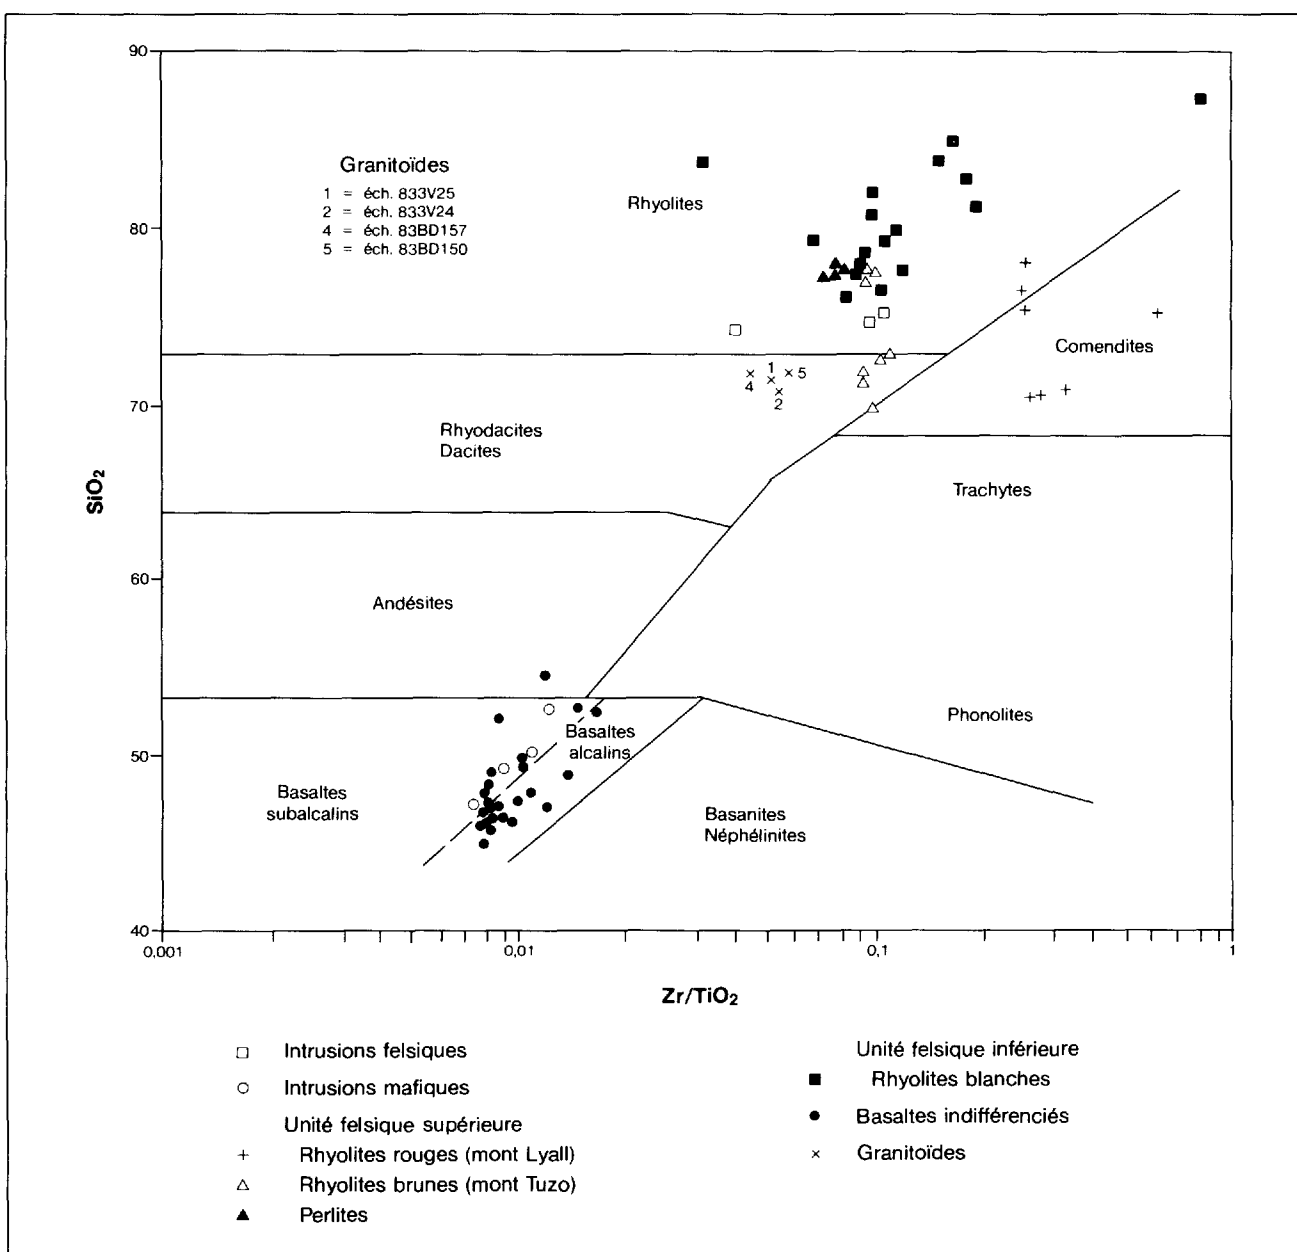 90
80
70
60
50
40
SiO2
Granitoïdes
1 = éch. 833V25
2 = éch. 833V24
4 = éch. 83BD157
5 = éch. 83BD150
Rhyolites
Comendites
1
5
4
2
Rhyodacites
Dacites
Trachytes
Andésites
Phonolites
Basaltes
alcalins
Basaltes
subalcalins
Basanites
Néphélinites
0,001
0,01
0,1
1
Zr/TiO2
Intrusions felsiques
Intrusions mafiques
Unité felsique supérieure
Rhyolites rouges (mont Lyall)
Rhyolites brunes (mont Tuzo)
Perlites
Unité felsique inférieure
Rhyolites blanches
Basaltes indifférenciés
Granitoïdes